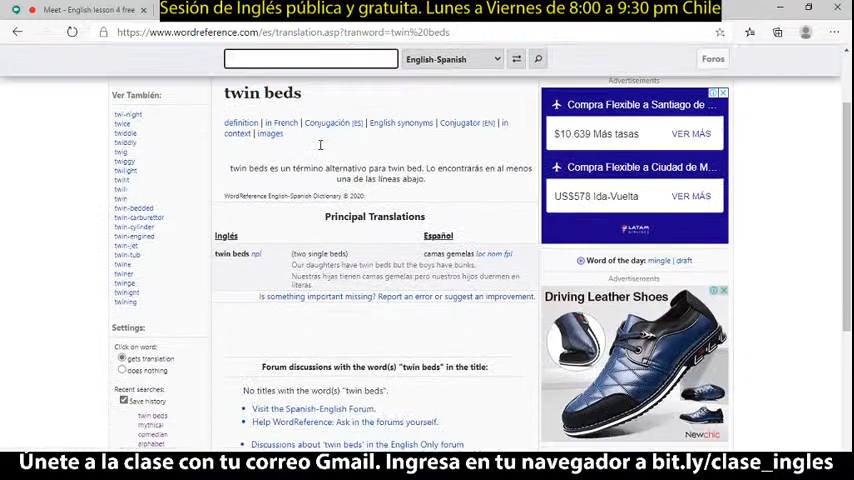 Meet - English lesson 4 free
Sesión de Inglés pública y gratuita. Lunes a Viernes de 8:00 a 9:30 pm Chile
https://www.wordreference.com/es/translation.asp?tranword=twin%20beds
English-Spanish
Foros
Ver También:
twi-night
twice
twiddle
twiddly
twig
twiggy
twilight
twilit
twill
twin
twin-bedded
twin-carburettor
twin-cylinder
twin-engined
twin-jet
twin-tub
twine
twiner
twinge
twinight
twining
Settings:
Click on word:
gets translation
does nothing
Recent searches:
Save history
twin beds
mythical
comedian
alphabet
twin beds
definition | in French | Conjugación [ES] | English synonyms | Conjugator [EN] | in
context | images
twin beds es un término alternativo para twin bed. Lo encontrarás en al menos
una de las líneas abajo.
WordReference English-Spanish Dictionary © 2020:
Principal Translations
Inglés Español
twin beds npl (two single beds) camas gemelas loc nom fpl
Our daughters have twin beds but the boys have bunks.
Nuestras hijas tienen camas gemelas pero nuestros hijos duermen en
literas.
Is something important missing? Report an error or suggest an improvement.
Forum discussions with the word(s) "twin beds" in the title:
No titles with the word(s) "twin beds".
Visit the Spanish-English Forum.
Help WordReference: Ask in the forums yourself.
Discussions about 'twin beds' in the English Only forum
Advertisements
Compra Flexible a Santiago de ...
$10.639 Más tasas VER MÁS
Compra Flexible a Ciudad de M...
US$578 Ida-Vuelta VER MÁS
LATAM
AIRLINES
Word of the day: mingle | draft
Advertisements
Driving Leather Shoes
Newchic
Únete a la clase con tu correo Gmail. Ingresa en tu navegador a bit.ly/clase_ingles